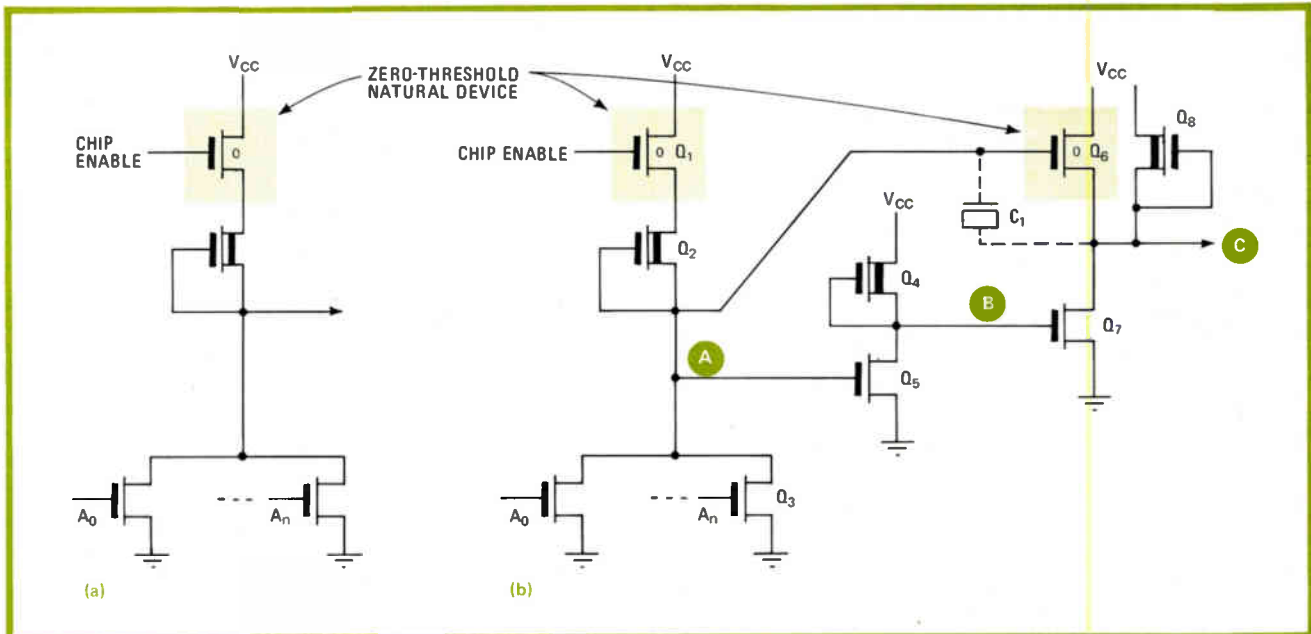 VCC
ZERO-THRESHOLD
NATURAL DEVICE
CHIP
ENABLE
0
A0
An
(a)
VCC
CHIP ENABLE
0 Q1
Q2
A
A0
An
Q3
(b)
VCC
Q4
B
Q5
C1
VCC
0 Q6
Q8
C
Q7